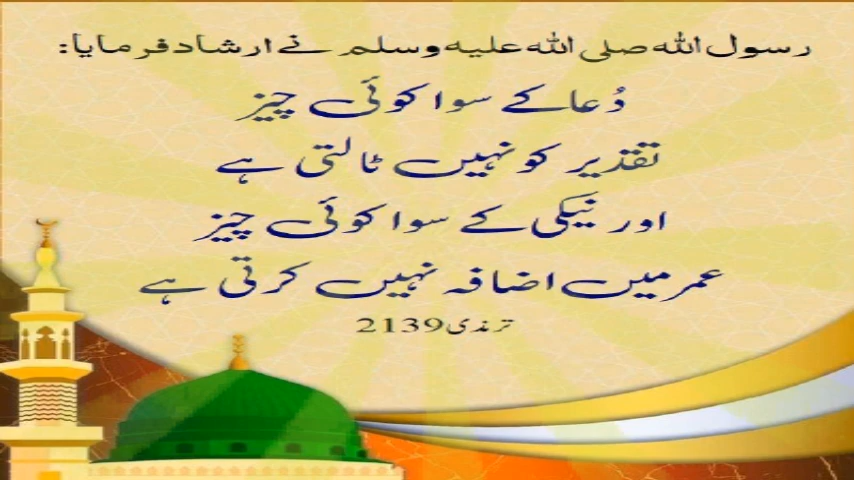 رسول اللہ صلی اللہ علیہ وسلم نے ارشاد فرمایا:
دُعا کے سوا کوئی چیز
تقدیر کو نہیں ٹالتی ہے
اور نیکی کے سوا کوئی چیز
عمر میں اضافہ نہیں کرتی ہے
ترمذی 2139